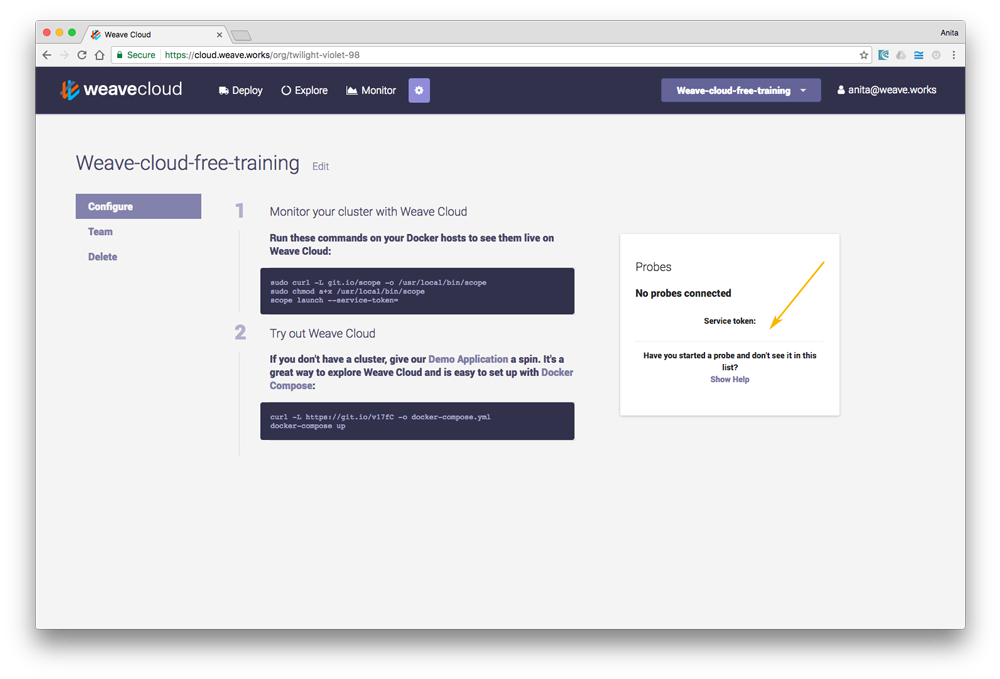 Weave Cloud
Anita
Secure
https://cloud.weave.works/org/twilight-violet-98
weavecloud
Deploy
Explore
Monitor
Weave-cloud-free-training
anita@weave.works
Weave-cloud-free-training
Edit
Configure
Team
Delete
1
Monitor your cluster with Weave Cloud
Run these commands on your Docker hosts to see them live on
Weave Cloud:
sudo curl -L git.io/scope -o /usr/local/bin/scope
sudo chmod a+x /usr/local/bin/scope
scope launch --service-token=
2
Try out Weave Cloud
If you don't have a cluster, give our Demo Application a spin. It's a
great way to explore Weave Cloud and is easy to set up with Docker
Compose:
curl -L https://git.io/v17fC -o docker-compose.yml
docker-compose up
Probes
No probes connected
Service token:
Have you started a probe and don't see it in this
list?
Show Help